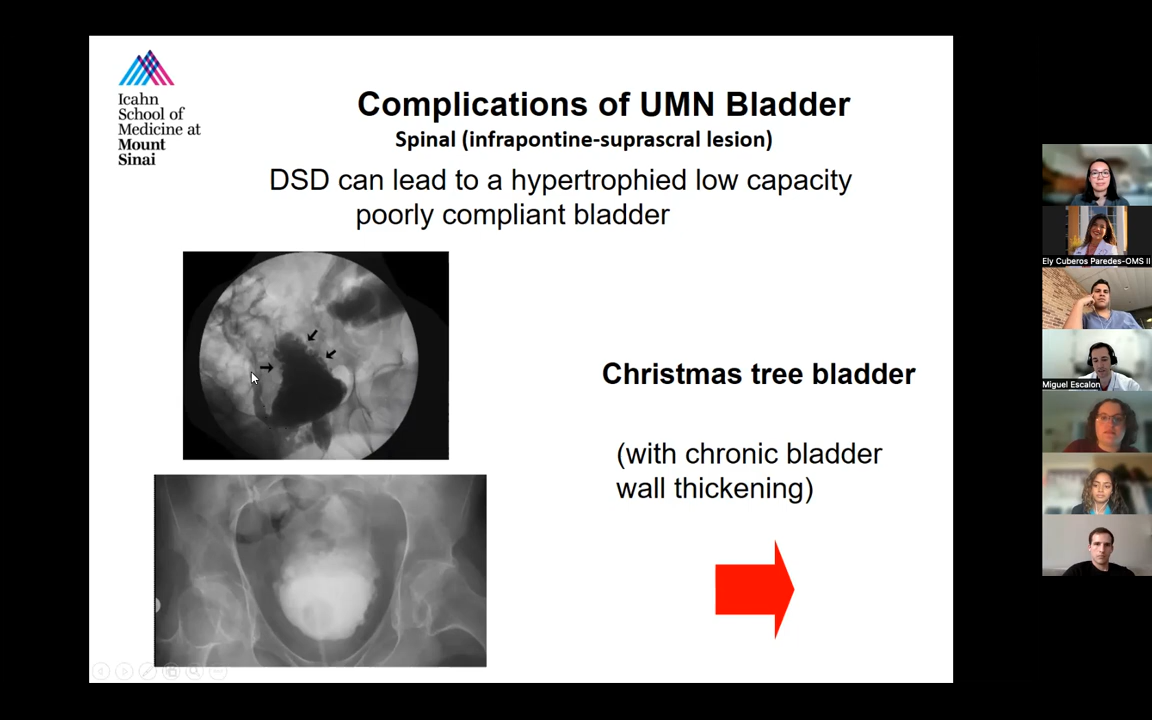 Icahn
School of
Medicine at
Mount
Sinai
Complications of UMN Bladder
Spinal (infrapontine-suprascral lesion)
DSD can lead to a hypertrophied low capacity
poorly compliant bladder
Christmas tree bladder
(with chronic bladder
wall thickening)
Ely Cuberos Paredes-OMS II
Miguel Escalon